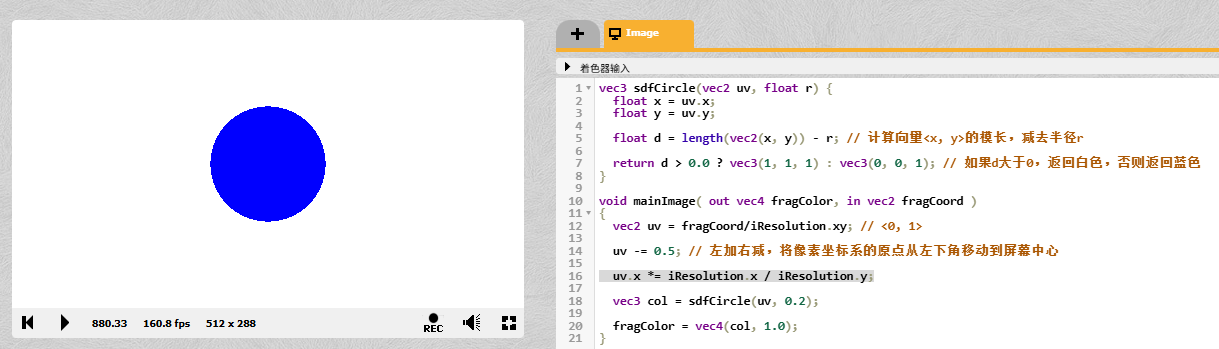 Image
着色器输入
1 vec3 sdfCircle(vec2 uv, float r) {
2 float x = uv.x;
3 float y = uv.y;
4
5 float d = length(vec2(x, y)) - r; // 计算向量<x, y>的模长，减去半径r
6
7 return d > 0.0 ? vec3(1, 1, 1) : vec3(0, 0, 1); // 如果d大于0，返回白色，否则返回蓝色
8 }
9
10 void mainImage( out vec4 fragColor, in vec2 fragCoord )
11 {
12 vec2 uv = fragCoord/iResolution.xy; // <0, 1>
13
14 uv -= 0.5; // 左加右减，将像素坐标系的原点从左下角移动到屏幕中心
15
16 uv.x *= iResolution.x / iResolution.y;
17
18 vec3 col = sdfCircle(uv, 0.2);
19
20 fragColor = vec4(col, 1.0);
21 }
880.33 160.8 fps 512 x 288 REC